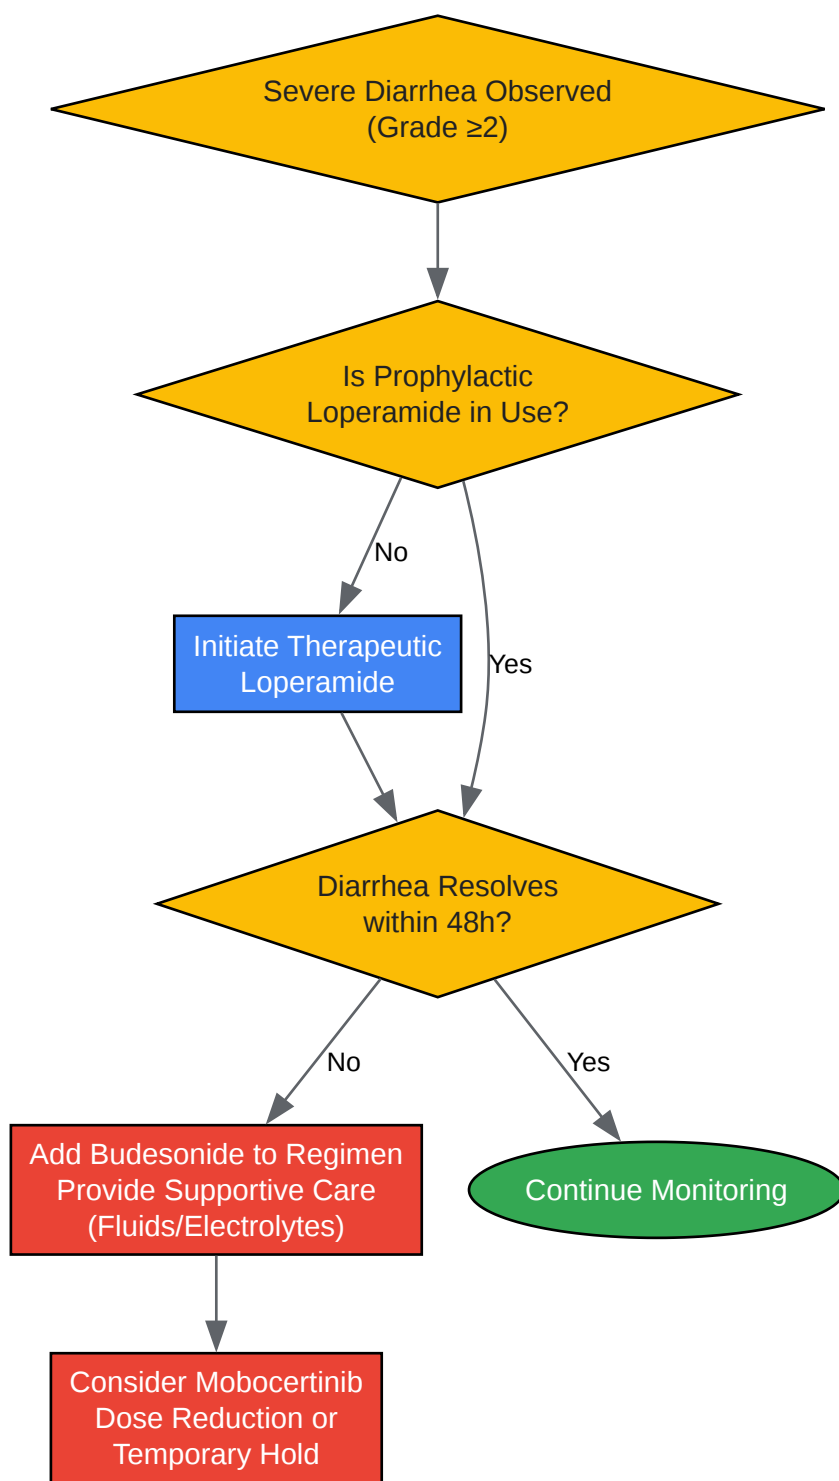 Severe Diarrhea Observed
(Grade ≥2)
Is Prophylactic
Loperamide in Use?
No
Initiate Therapeutic
Loperamide
Yes
Diarrhea Resolves
within 48h?
No
Yes
Add Budesonide to Regimen
Provide Supportive Care
(Fluids/Electrolytes)
Continue Monitoring
Consider Mobocertinib
Dose Reduction or
Temporary Hold